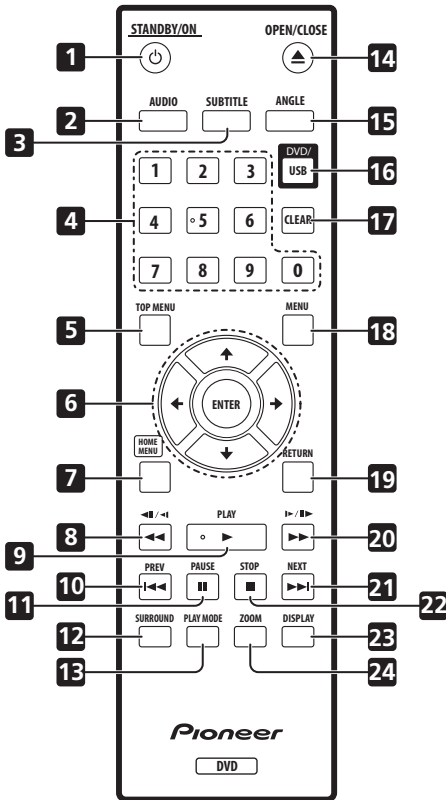 STANDBY/ON OPEN/CLOSE
1 14
AUDIO SUBTITLE ANGLE
2 15
3
DVD/
USB 16
1 2 3
4 4 5 6 CLEAR 17
7 8 9 0
TOP MENU MENU
5 18
6 ENTER
HOME
MENU RETURN
7 19
PLAY
8 20
9
PREV PAUSE STOP NEXT
10 21
11 22
SURROUND PLAY MODE ZOOM DISPLAY
12 23
13 24
Pioneer
DVD